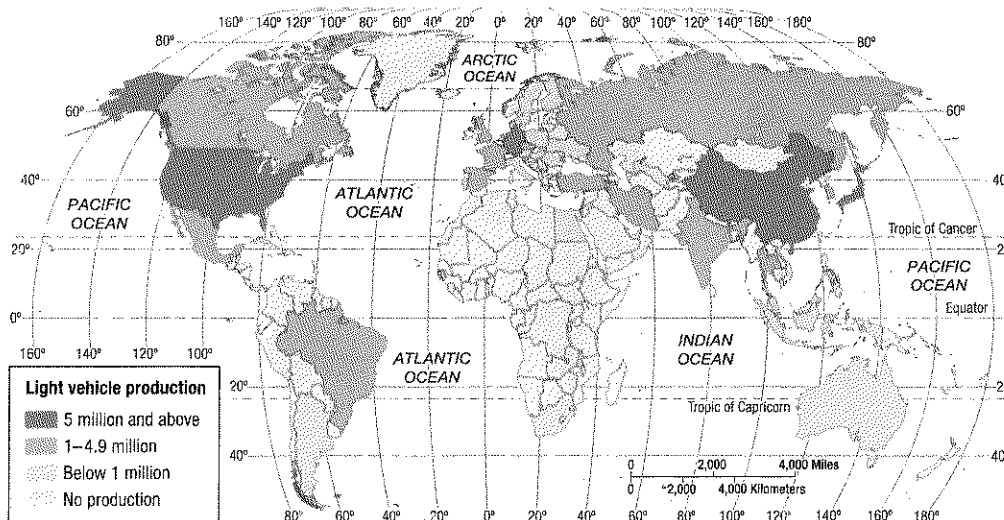 160° 140° 120° 100° 80° 60° 40° 20° 0° 20° 40° 60° 80° 100° 120° 140° 160° 180°
80°
80°
ARCTIC
OCEAN
60°
60°
40°
40
PACIFIC
OCEAN
ATLANTIC
OCEAN
20°
Tropic of Cancer
2
PACIFIC
OCEAN
Equator
0°
0°
0
160° 140° 120° 100°
INDIAN
OCEAN
ATLANTIC
OCEAN
Light vehicle production
5 million and above
1–4.9 million
Below 1 million
No production
20°
Tropic of Capricorn
2
40°
40
0 2,000 4,000 Miles
0 2,000 4,000 Kilometers
80° 60° 40° 20° 0° 20° 40° 60° 80° 100° 120° 140° 160° 180°